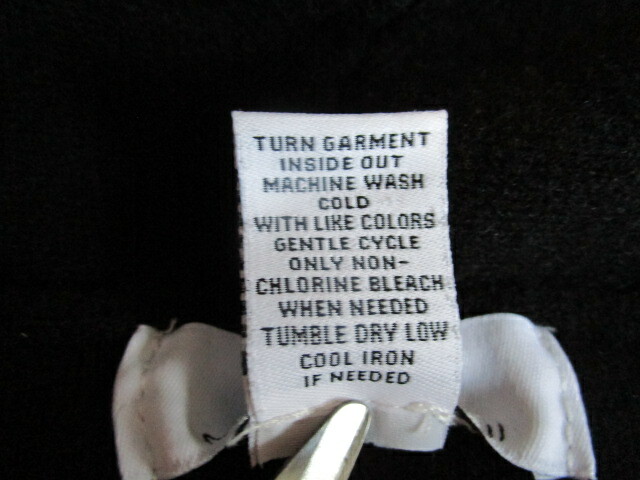 TURN GARMENT
INSIDE OUT
MACHINE WASH
COLD
WITH LIKE COLORS
GENTLE CYCLE
ONLY NON-
CHLORINE BLEACH
WHEN NEEDED
TUMBLE DRY LOW
COOL IRON
IF NEEDED